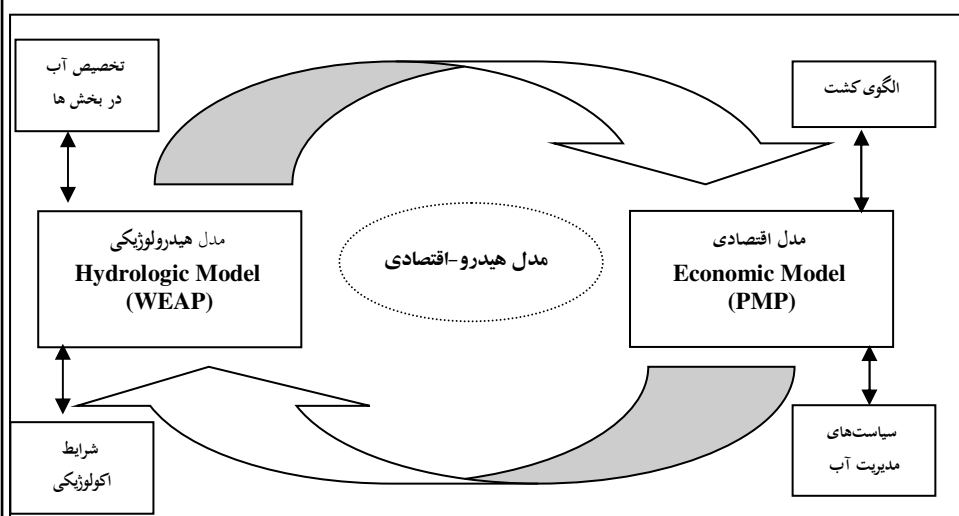 تخصیص آب
در بخش ها
الگوی کشت
مدل هیدرولوژیکی
Hydrologic Model
(WEAP)
مدل هیدرو-اقتصادی
مدل اقتصادی
Economic Model
(PMP)
شرایط
اکولوژیکی
سیاست‌های
مدیریت آب